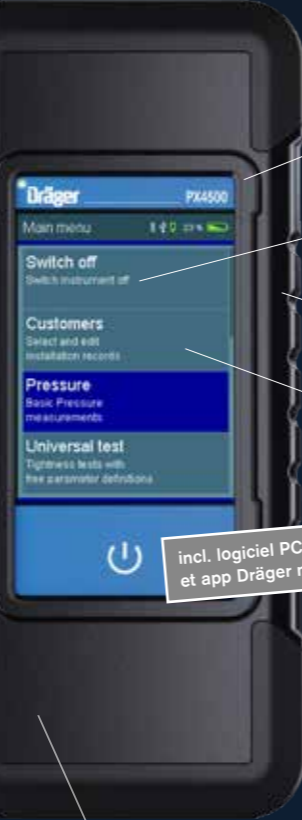 Dräger PX4500
Main menu
Switch off
Switch instrument off
Customers
Select and edit
installation records
Pressure
Basic Pressure
measurements
Universal test
Tightness tests with
free parameter definitions
incl. logiciel PC
et app Dräger